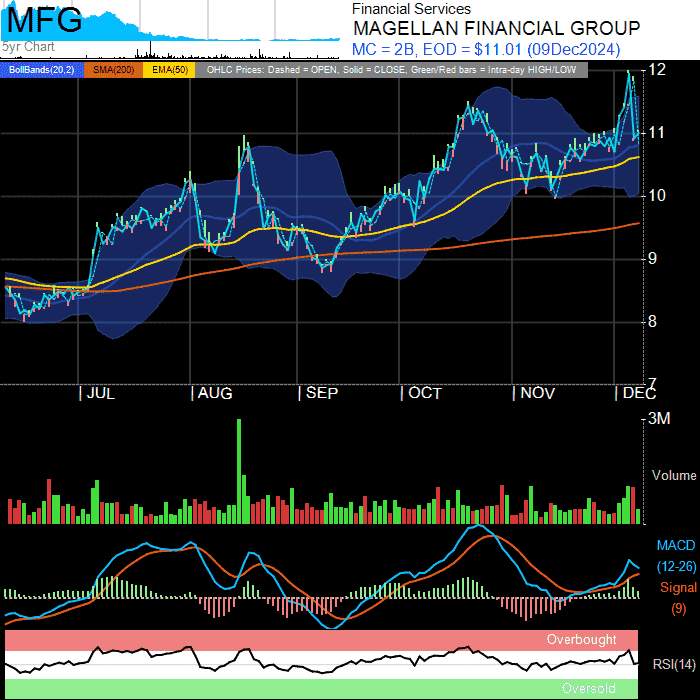 MFG
5yr Chart
Financial Services
MAGELLAN FINANCIAL GROUP
MC = 2B, EOD = $11.01 (09Dec2024)
BollBands(20,2) SMA(200) EMA(50) OHLC Prices: Dashed = OPEN, Solid = CLOSE, Green/Red bars = Intra-day HIGH/LOW
12
11
10
9
8
7
JUL AUG SEP OCT NOV DEC
3M
Volume
MACD
(12-26)
Signal
(9)
Overbought
RSI(14)
Oversold